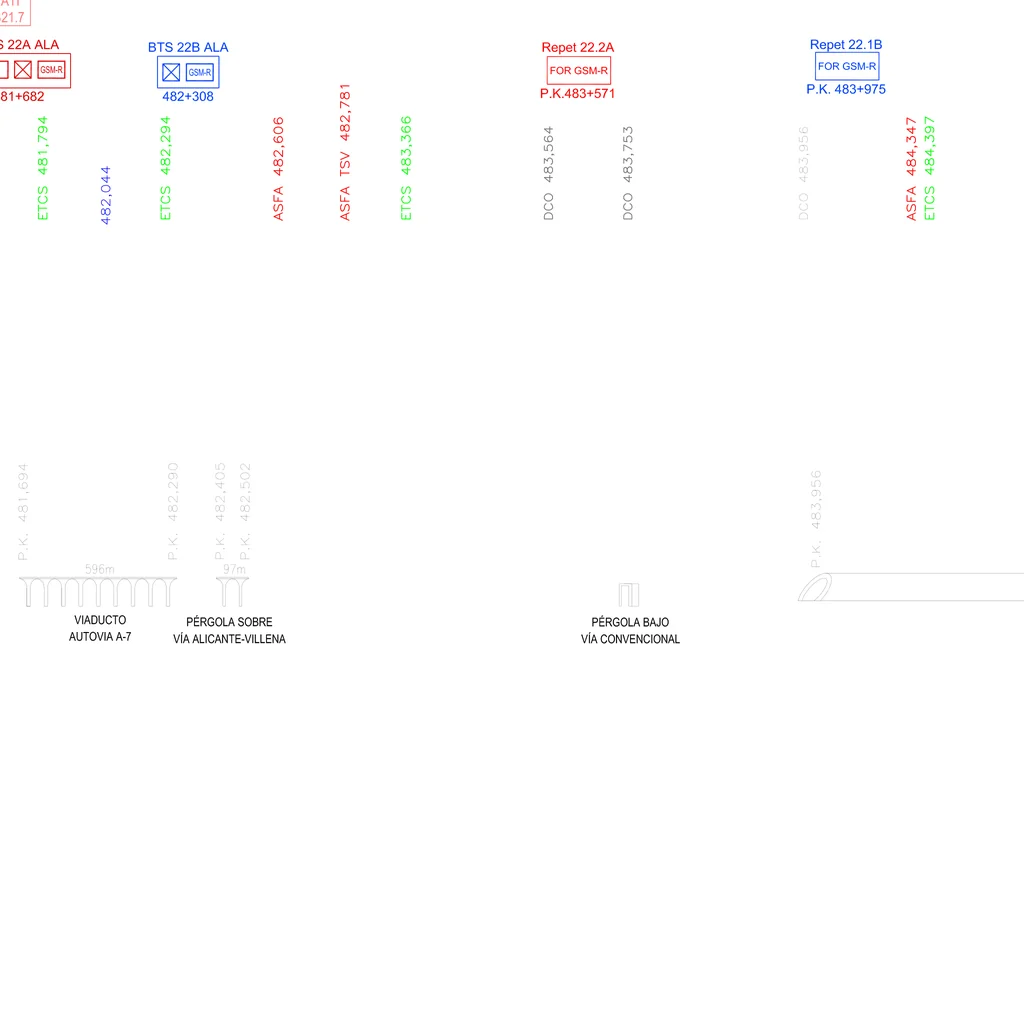 421.7
S 22A ALA
GSM-R
81+682
BTS 22B ALA
GSM-R
482+308
Repet 22.2A
FOR GSM-R
P.K.483+571
Repet 22.1B
FOR GSM-R
P.K. 483+975
ETCS 481,794
482,044
ETCS 482,294
ASFA 482,606
ASFA TSV 482,781
ETCS 483,366
DCO 483,564
DCO 483,753
DCO 483,956
ASFA 484,347
ETCS 484,397
P.K. 481,694
P.K. 482,290
P.K. 482,405
P.K. 482,502
P.K. 483,956
596m
97m
VIADUCTO
AUTOVIA A-7
PÉRGOLA SOBRE
VÍA ALICANTE-VILLENA
PÉRGOLA BAJO
VÍA CONVENCIONAL